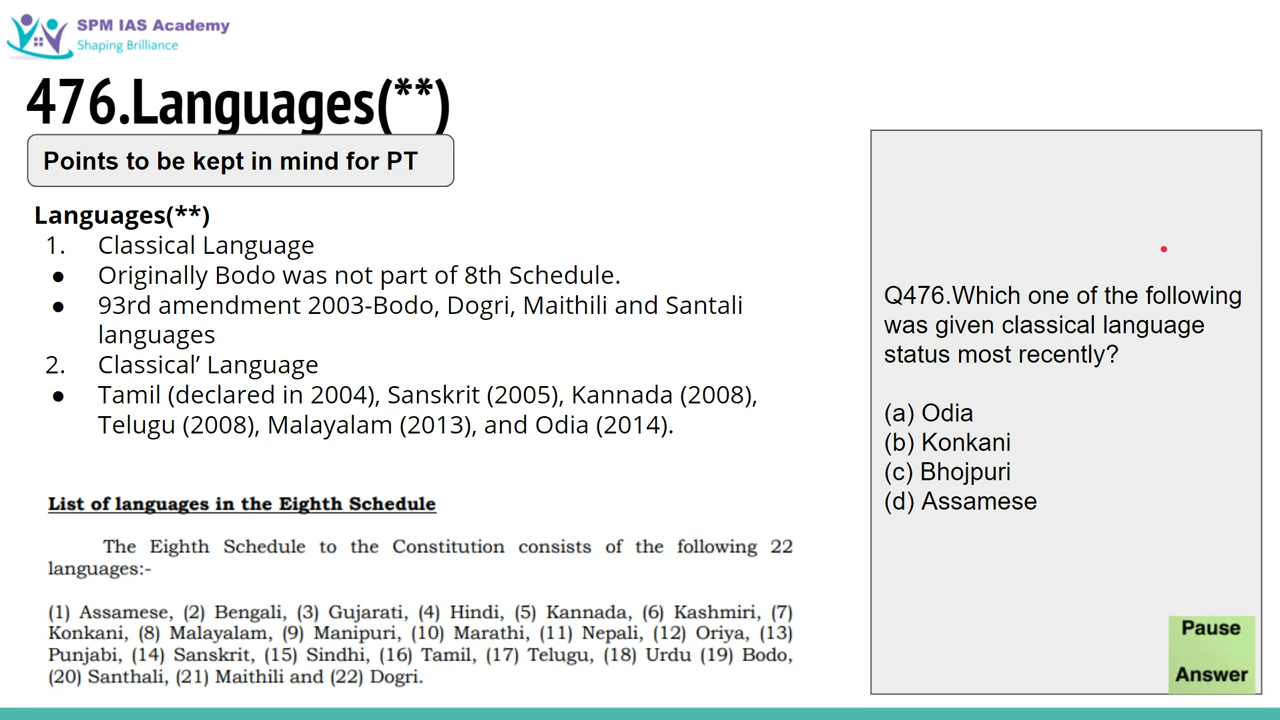 SPM IAS Academy
Shaping Brilliance
476.Languages(**)
Points to be kept in mind for PT
Languages(**)
1. Classical Language
● Originally Bodo was not part of 8th Schedule.
● 93rd amendment 2003-Bodo, Dogri, Maithili and Santali
languages
2. Classical’ Language
● Tamil (declared in 2004), Sanskrit (2005), Kannada (2008),
Telugu (2008), Malayalam (2013), and Odia (2014).
List of languages in the Eighth Schedule
The Eighth Schedule to the Constitution consists of the following 22
languages:-
(1) Assamese, (2) Bengali, (3) Gujarati, (4) Hindi, (5) Kannada, (6) Kashmiri, (7)
Konkani, (8) Malayalam, (9) Manipuri, (10) Marathi, (11) Nepali, (12) Oriya, (13)
Punjabi, (14) Sanskrit, (15) Sindhi, (16) Tamil, (17) Telugu, (18) Urdu (19) Bodo,
(20) Santhali, (21) Maithili and (22) Dogri.
Q476.Which one of the following
was given classical language
status most recently?
(a) Odia
(b) Konkani
(c) Bhojpuri
(d) Assamese
Pause
Answer